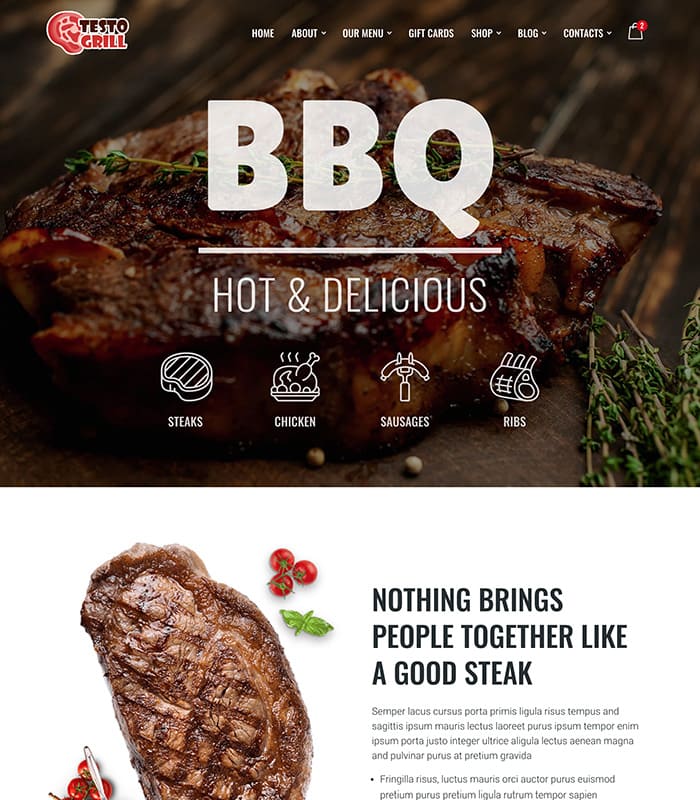 TESTO
GRILL
HOME ABOUT OUR MENU GIFT CARDS SHOP BLOG CONTACTS 2
BBQ
HOT & DELICIOUS
STEAKS CHICKEN SAUSAGES RIBS
NOTHING BRINGS
PEOPLE TOGETHER LIKE
A GOOD STEAK
Semper lacus cursus porta primis ligula risus tempus and
sagittis ipsum mauris lectus laoreet purus ipsum tempor enim
ipsum porta justo integer ultrice aligula lectus aenean magna
and pulvinar purus at pretium gravida
• Fringilla risus, luctus mauris orci auctor purus euismod
pretium purus pretium ligula rutrum tempor sapien